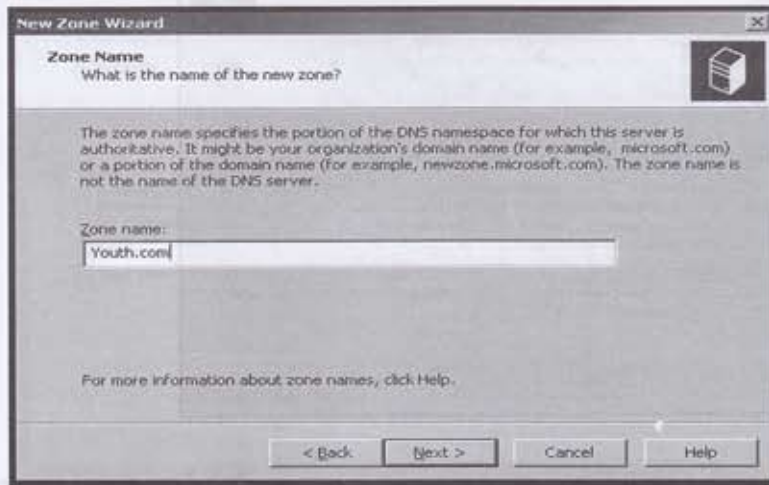 New Zone Wizard
Zone Name
What is the name of the new zone?
The zone name specifies the portion of the DNS namespace for which this server is
authoritative. It might be your organization's domain name (for example, microsoft.com)
or a portion of the domain name (for example, newzone.microsoft.com). The zone name is
not the name of the DNS server.
Zone name:
Youth.com
For more information about zone names, click Help.
< Back Next > Cancel Help